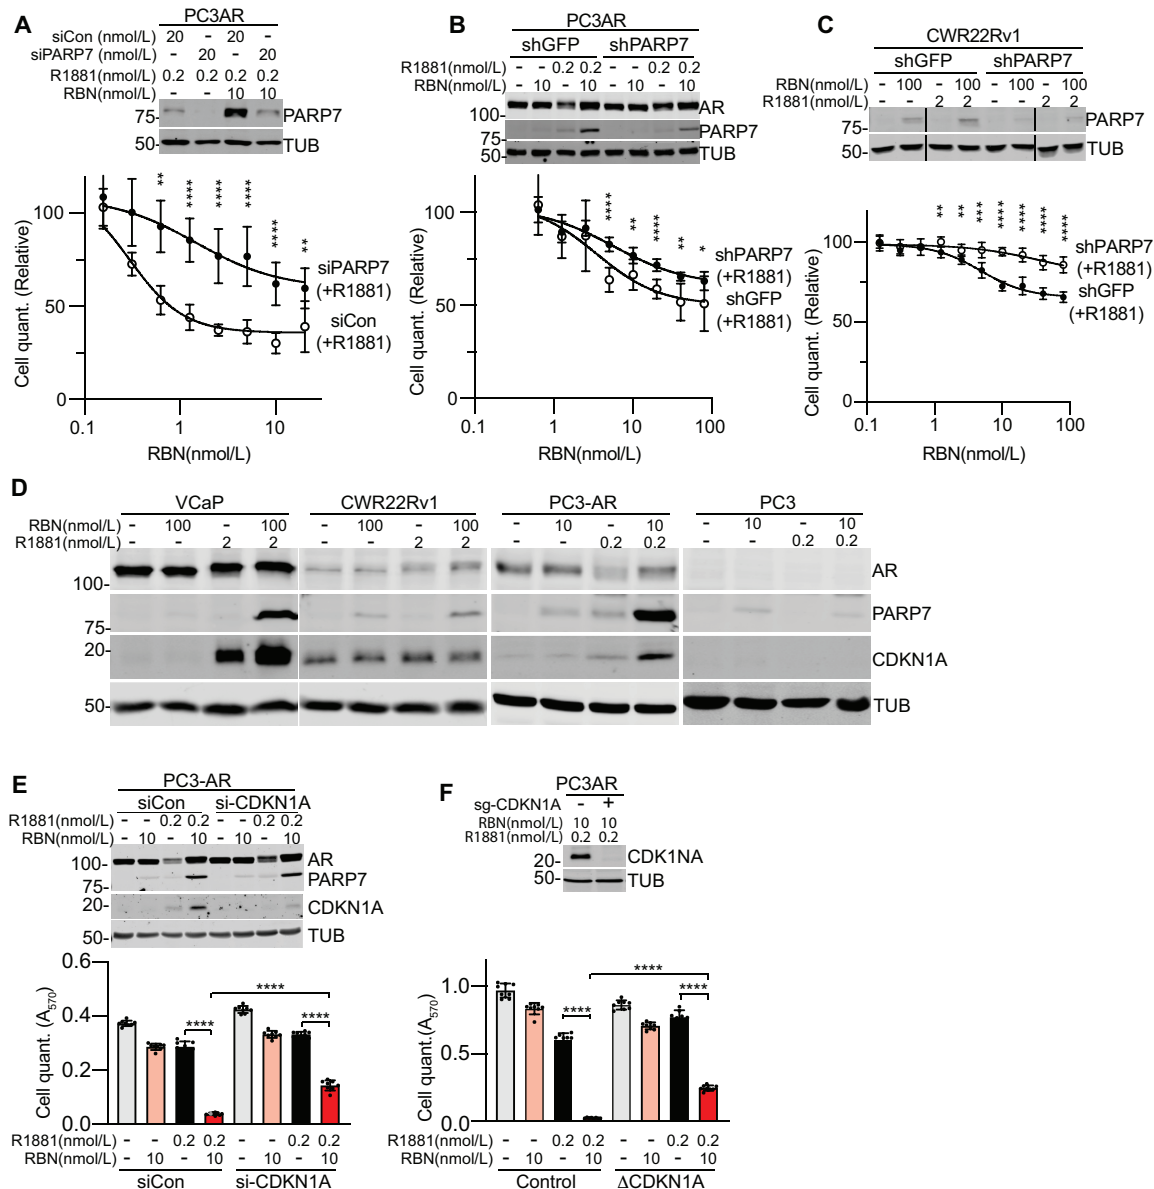 A
PC3AR
siCon (nmol/L) 20 - 20 -
siPARP7 (nmol/L) - 20 - 20
R1881(nmol/L) 0.2 0.2 0.2 0.2
RBN(nmol/L) - - 10 10
75- PARP7
50- TUB
** **** **** **** **** **
100
50
0
Cell quant. (Relative)
siPARP7
(+R1881)
siCon
(+R1881)
0.1 1 10
RBN(nmol/L)
B
PC3AR
shGFP shPARP7
R1881(nmol/L) - - 0.2 0.2 - - 0.2 0.2
RBN(nmol/L) - 10 - 10 - 10 - 10
100- AR
75- PARP7
50- TUB
**** ** **** ** *
100
50
0
Cell quant. (Relative)
shPARP7
(+R1881)
shGFP
(+R1881)
0.1 1 10 100
RBN(nmol/L)
C
CWR22Rv1
shGFP shPARP7
RBN(nmol/L) - 100 - 100 - 100 - 100
R1881(nmol/L) - - 2 2 - - 2 2
75- PARP7
50- TUB
** ** *** **** **** **** ****
100
50
0
Cell quant. (Relative)
shPARP7
(+R1881)
shGFP
(+R1881)
0.1 1 10 100
RBN(nmol/L)
D
VCaP CWR22Rv1 PC3-AR PC3
RBN(nmol/L) - 100 - 100 - 100 - 100 - 10 - 10 - 10 - 10
R1881(nmol/L) - - 2 2 - - 2 2 - - 0.2 0.2 - - 0.2 0.2
100- AR
75- PARP7
20- CDKN1A
50- TUB
E
PC3-AR
siCon si-CDKN1A
R1881(nmol/L) - - 0.2 0.2 - - 0.2 0.2
RBN(nmol/L) - 10 - 10 - 10 - 10
100- AR
75- PARP7
20- CDKN1A
50- TUB
0.6
0.4
0.2
0.0
Cell quant. (A570)
**** **** ****
R1881(nmol/L) - - 0.2 0.2 - - 0.2 0.2
RBN(nmol/L) - 10 - 10 - 10 - 10
siCon si-CDKN1A
F
PC3AR
sg-CDKN1A - +
RBN(nmol/L) 10 10
R1881(nmol/L) 0.2 0.2
20- CDK1NA
50- TUB
1.0
0.5
0.0
Cell quant.(A570)
**** **** ****
R1881(nmol/L) - - 0.2 0.2 - - 0.2 0.2
RBN(nmol/L) - 10 - 10 - 10 - 10
Control ΔCDKN1A